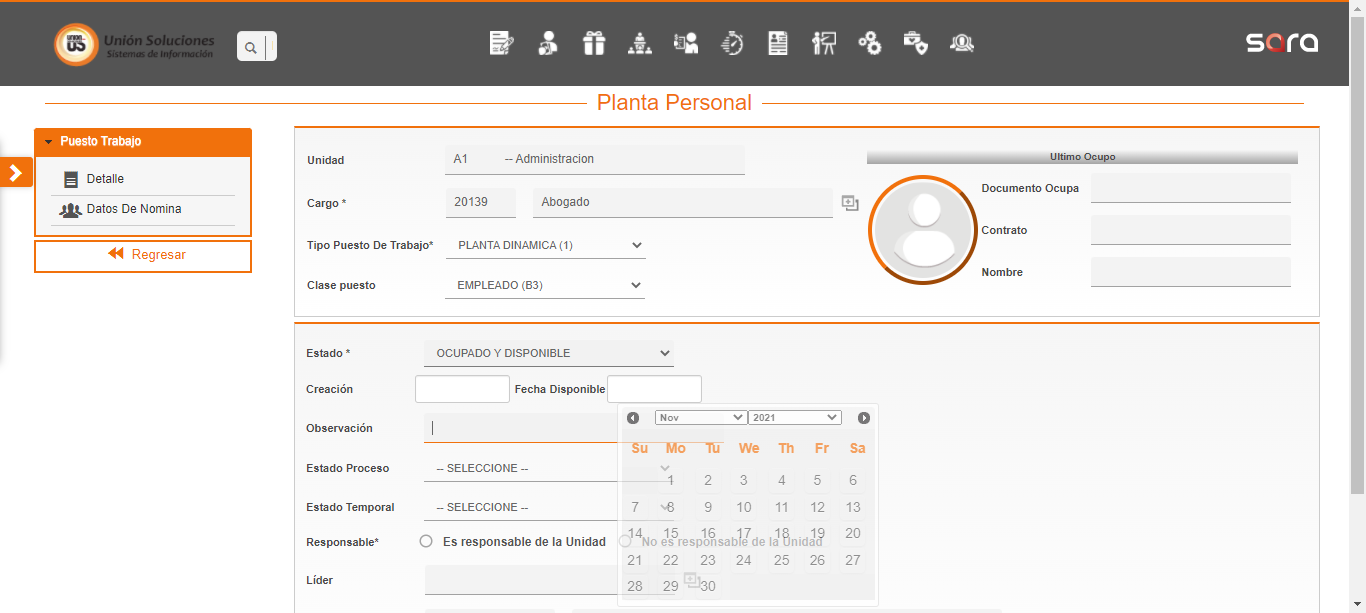 Unión Soluciones
Sistemas de Información
sara
Planta Personal
Puesto Trabajo
Detalle
Datos De Nomina
Regresar
Unidad A1 -- Administracion
Cargo * 20139 Abogado
Tipo Puesto De Trabajo* PLANTA DINAMICA (1)
Clase puesto EMPLEADO (B3)
Ultimo Ocupo
Documento Ocupa
Contrato
Nombre
Estado * OCUPADO Y DISPONIBLE
Creación Fecha Disponible
Observación
Estado Proceso -- SELECCIONE --
Estado Temporal -- SELECCIONE --
Responsable* Es responsable de la Unidad No es responsable de la Unidad
Líder
Nov 2021
Su Mo Tu We Th Fr Sa
1 2 3 4 5 6
7 8 9 10 11 12 13
14 15 16 17 18 19 20
21 22 23 24 25 26 27
28 29 30